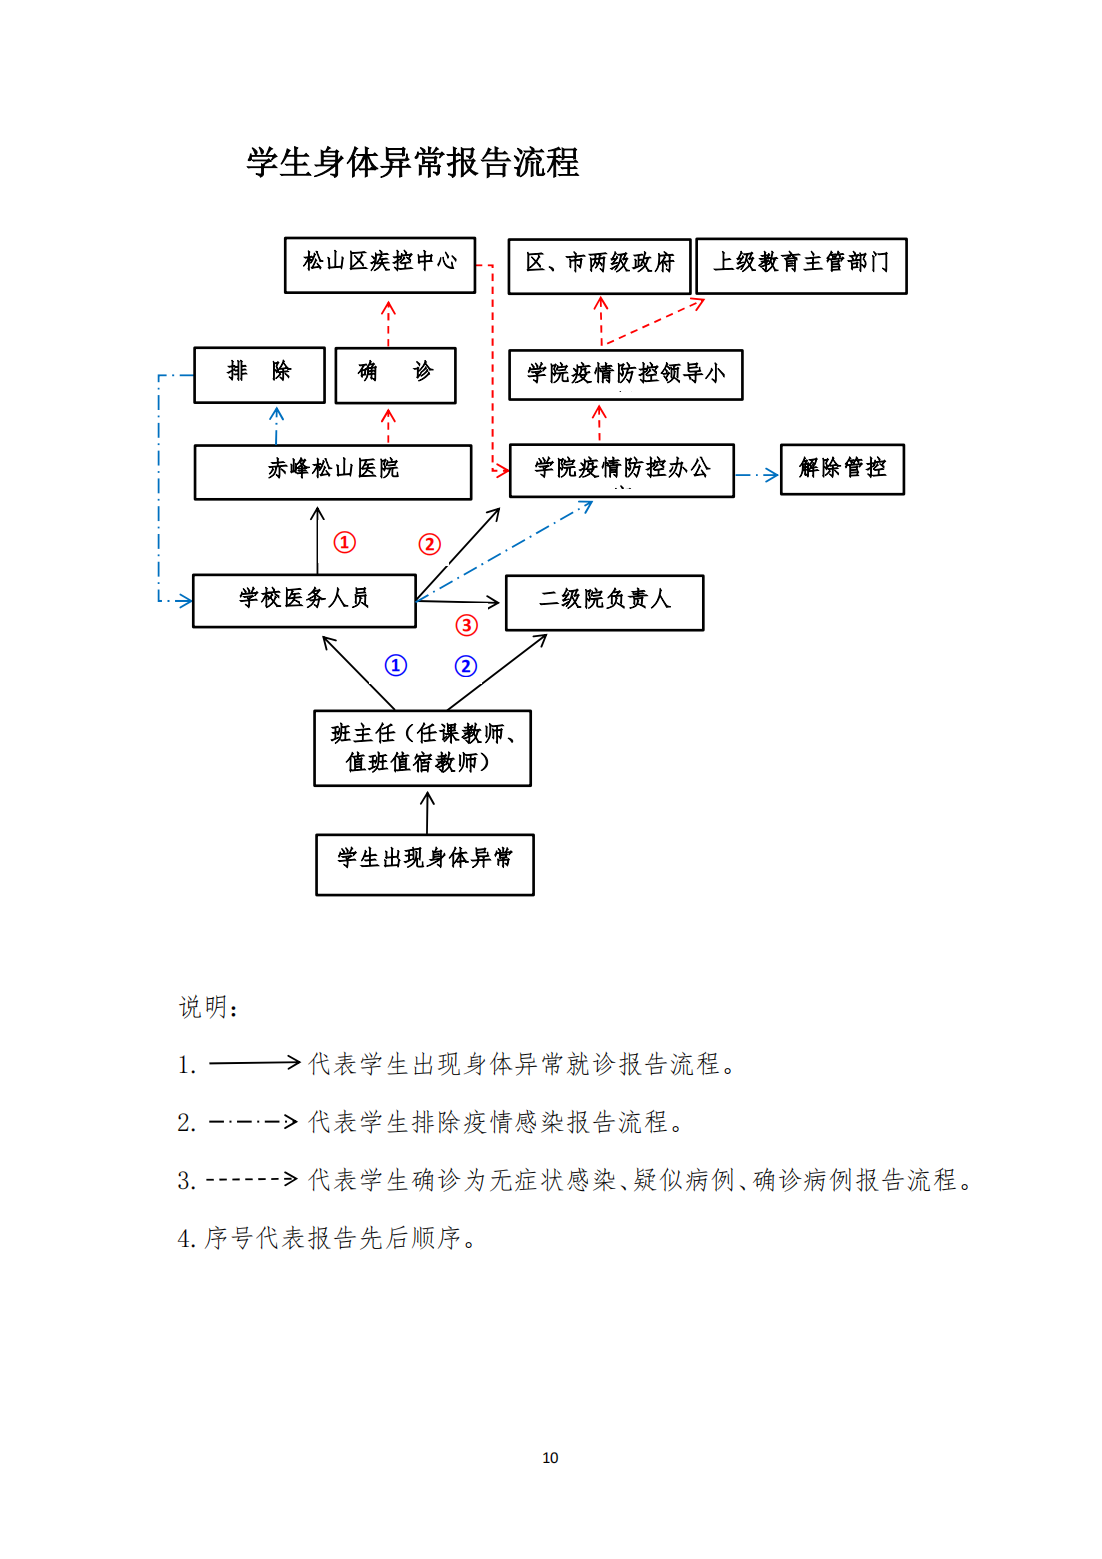 学生身体异常报告流程
松山区疾控中心
区、市两级政府
上级教育主管部门
排 除
确 诊
学院疫情防控领导小
赤峰松山医院
学院疫情防控办公
解除管控
①
②
学校医务人员
二级院负责人
③
①
②
班主任（任课教师、
值班值宿教师）
学生出现身体异常
说明：
1. 代表学生出现身体异常就诊报告流程。
2. 代表学生排除疫情感染报告流程。
3. 代表学生确诊为无症状感染、疑似病例、确诊病例报告流程。
4. 序号代表报告先后顺序。
10